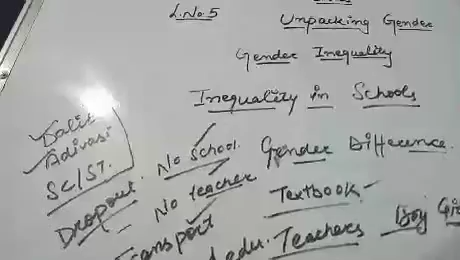 L.No.5
Unpacking Gender
Gender Inequality
Inequality in Schools
Dalit
Adivasi
SC/ST.
No School.
Gender Difference.
Dropout.
No teacher
Textbook
Transport
Teachers
Boy